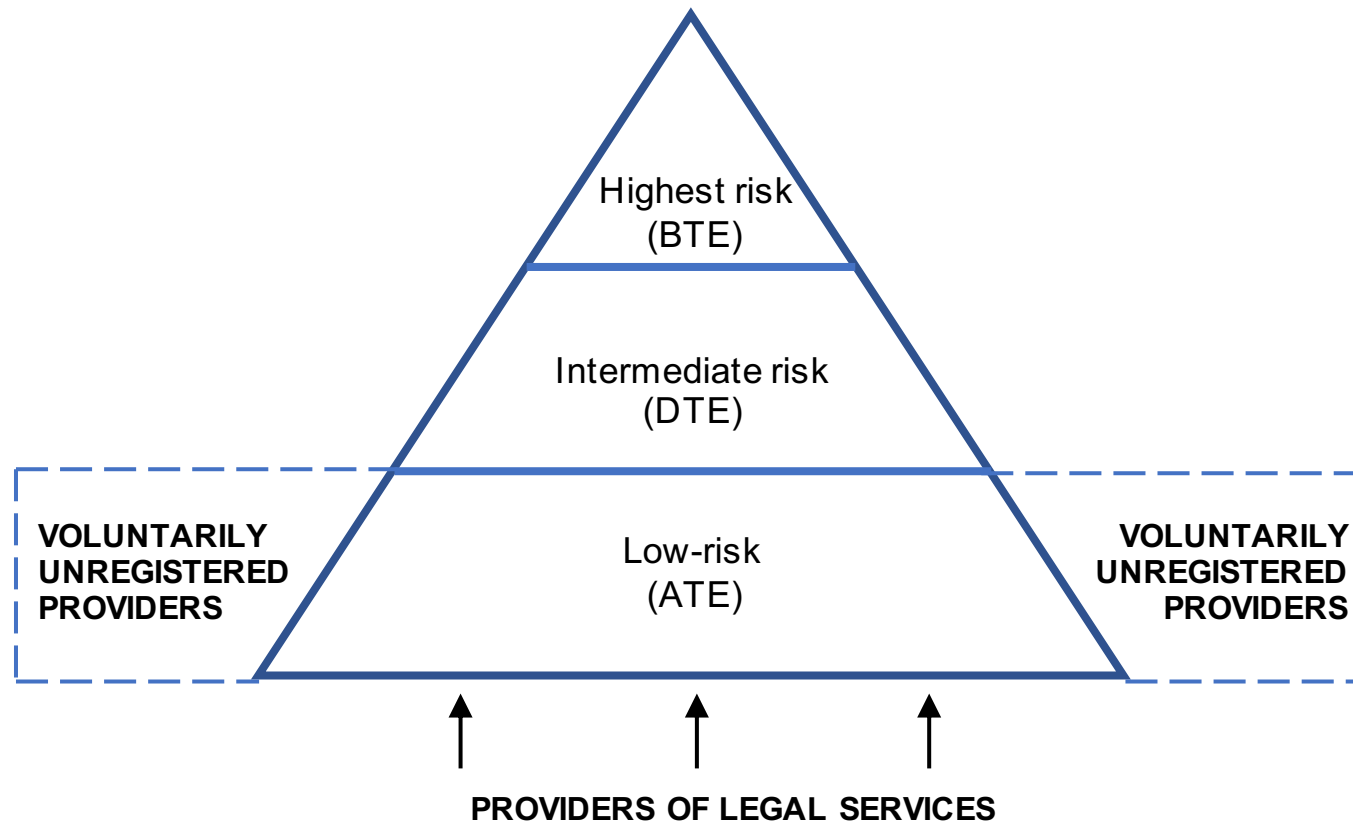 Highest risk
(BTE)
Intermediate risk
(DTE)
VOLUNTARILY
UNREGISTERED
PROVIDERS
Low-risk
(ATE)
VOLUNTARILY
UNREGISTERED
PROVIDERS
PROVIDERS OF LEGAL SERVICES